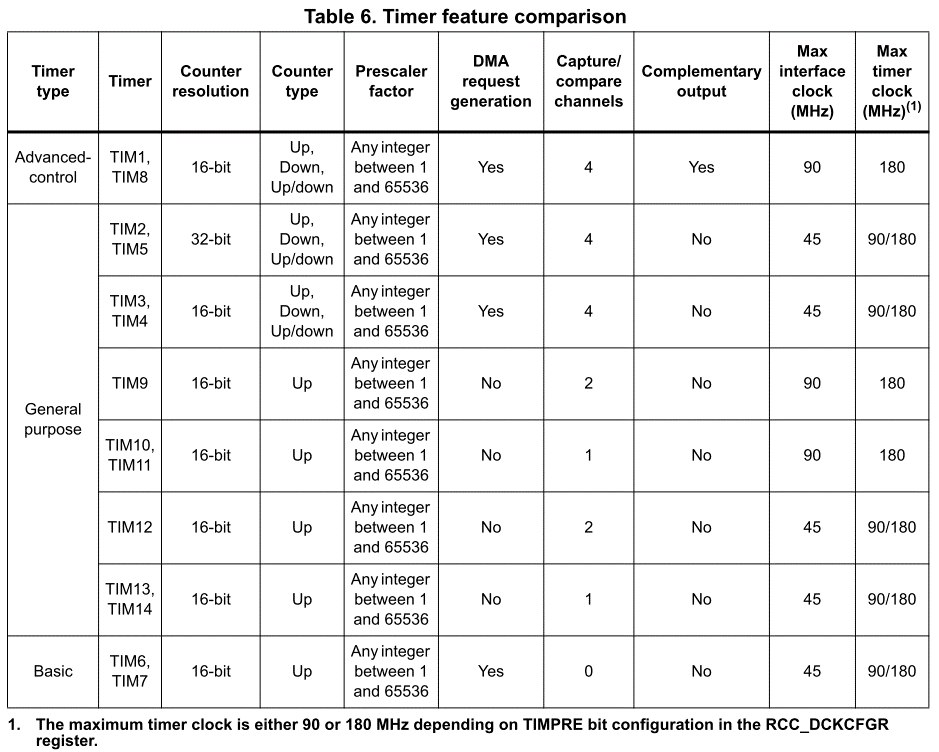 Table 6. Timer feature comparison
Timer type | Timer | Counter resolution | Counter type | Prescaler factor | DMA request generation | Capture/ compare channels | Complementary output | Max interface clock (MHz) | Max timer clock (MHz)(1)
Advanced-control | TIM1, TIM8 | 16-bit | Up, Down, Up/down | Any integer between 1 and 65536 | Yes | 4 | Yes | 90 | 180
General purpose | TIM2, TIM5 | 32-bit | Up, Down, Up/down | Any integer between 1 and 65536 | Yes | 4 | No | 45 | 90/180
TIM3, TIM4 | 16-bit | Up, Down, Up/down | Any integer between 1 and 65536 | Yes | 4 | No | 45 | 90/180
TIM9 | 16-bit | Up | Any integer between 1 and 65536 | No | 2 | No | 90 | 180
TIM10, TIM11 | 16-bit | Up | Any integer between 1 and 65536 | No | 1 | No | 90 | 180
TIM12 | 16-bit | Up | Any integer between 1 and 65536 | No | 2 | No | 45 | 90/180
TIM13, TIM14 | 16-bit | Up | Any integer between 1 and 65536 | No | 1 | No | 45 | 90/180
Basic | TIM6, TIM7 | 16-bit | Up | Any integer between 1 and 65536 | Yes | 0 | No | 45 | 90/180
1. The maximum timer clock is either 90 or 180 MHz depending on TIMPRE bit configuration in the RCC_DCKCFGR
register.